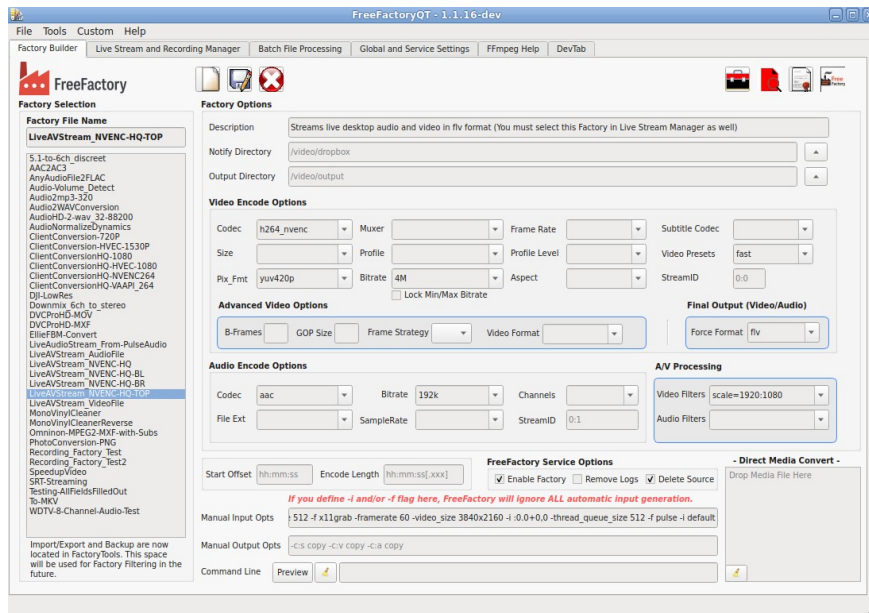 FreeFactoryQT - 1.1.16-dev
File Tools Custom Help
Factory Builder Live Stream and Recording Manager Batch File Processing Global and Service Settings FFmpeg Help DevTab
FreeFactory
Free
Factory
Factory Selection
Factory File Name
LiveAVStream_NVENC-HQ-TOP
5.1-to-6ch_discreet
AAC2AC3
AnyAudioFile2FLAC
Audio-Volume_Detect
Audio2mp3-320
Audio2WAVConversion
AudioHD-2-wav_32-88200
AudioNormalizeDynamics
ClientConversion-720P
ClientConversion-HVEC-1530P
ClientConversionHQ-1080
ClientConversionHQ-HVEC-1080
ClientConversionHQ-NVENC264
ClientConversionHQ-VAAPI_264
DJI-LowRes
Downmix_6ch_to_stereo
DVCProHD-MOV
DVCProHD-MXF
EllieFBM-Convert
LiveAudioStream_From-PulseAudio
LiveAVStream_AudioFile
LiveAVStream_NVENC-HQ
LiveAVStream_NVENC-HQ-BL
LiveAVStream_NVENC-HQ-BR
LiveAVStream_NVENC-HQ-TOP
LiveAVStream_VideoFile
MonoVinylCleaner
MonoVinylCleanerReverse
Omninon-MPEG2-MXF-with-Subs
PhotoConversion-PNG
Recording_Factory_Test
Recording_Factory_Test2
SpeedupVideo
SRT-Streaming
Testing-AllFieldsFilledOut
To-MKV
WDTV-8-Channel-Audio-Test
Import/Export and Backup are now
located in FactoryTools. This space
will be used for Factory Filtering in the
future.
Factory Options
Description Streams live desktop audio and video in flv format (You must select this Factory in Live Stream Manager as well)
Notify Directory /video/dropbox
Output Directory /video/output
Video Encode Options
Codec h264_nvenc Muxer Frame Rate Subtitle Codec
Size Profile Profile Level Video Presets fast
Pix_Fmt yuv420p Bitrate 4M Aspect StreamID 0:0
Lock Min/Max Bitrate
Advanced Video Options Final Output (Video/Audio)
B-Frames GOP Size Frame Strategy Video Format Force Format flv
Audio Encode Options A/V Processing
Codec aac Bitrate 192k Channels Video Filters scale=1920:1080
File Ext SampleRate StreamID 0:1 Audio Filters
FreeFactory Service Options - Direct Media Convert -
Start Offset hh:mm:ss Encode Length hh:mm:ss[.xxx] Enable Factory Remove Logs Delete Source Drop Media File Here
If you define -i and/or -f flag here, FreeFactory will ignore ALL automatic input generation.
Manual Input Opts 512 -f x11grab -framerate 60 -video_size 3840x2160 -i :0.0+0,0 -thread_queue_size 512 -f pulse -i default
Manual Output Opts -c:s copy -c:v copy -c:a copy
Command Line Preview